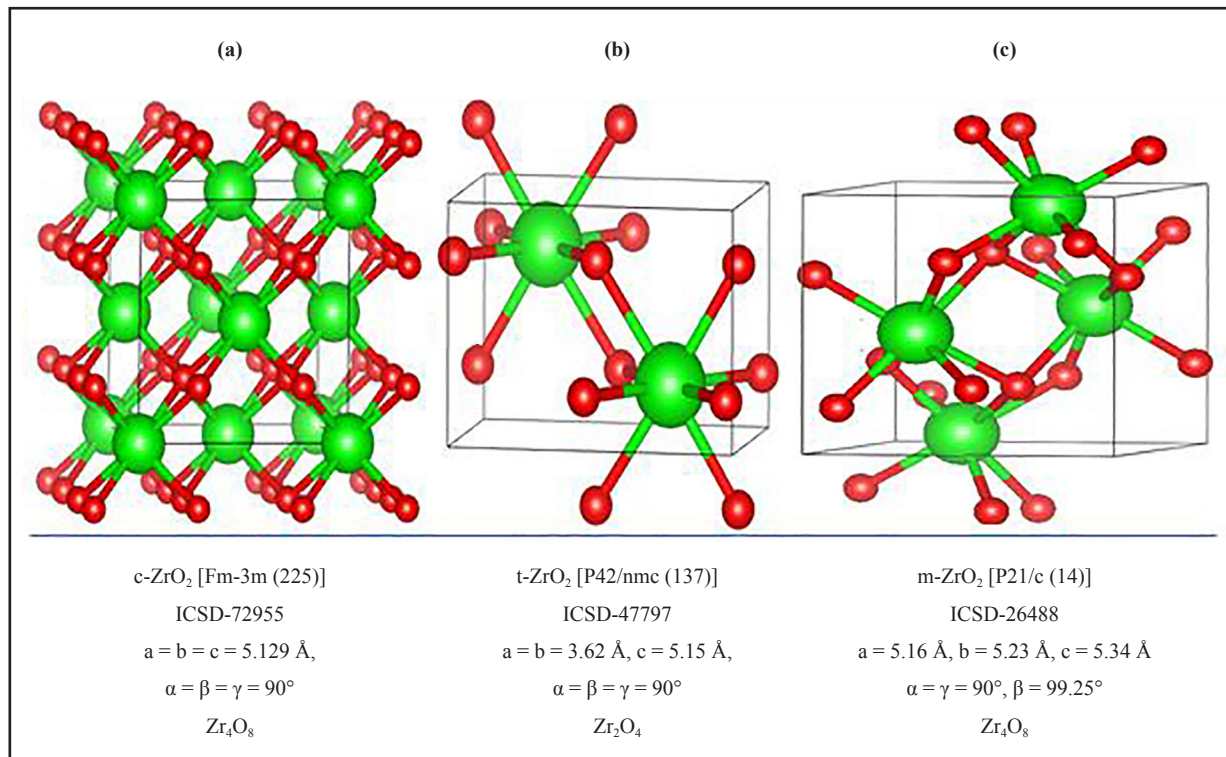 (a)
(b)
(c)
c-ZrO₂ [Fm-3m (225)]
ICSD-72955
a = b = c = 5.129 Å,
α = β = γ = 90°
Zr₄O₈
t-ZrO₂ [P42/nmc (137)]
ICSD-47797
a = b = 3.62 Å, c = 5.15 Å,
α = β = γ = 90°
Zr₂O₄
m-ZrO₂ [P21/c (14)]
ICSD-26488
a = 5.16 Å, b = 5.23 Å, c = 5.34 Å
α = γ = 90°, β = 99.25°
Zr₄O₈